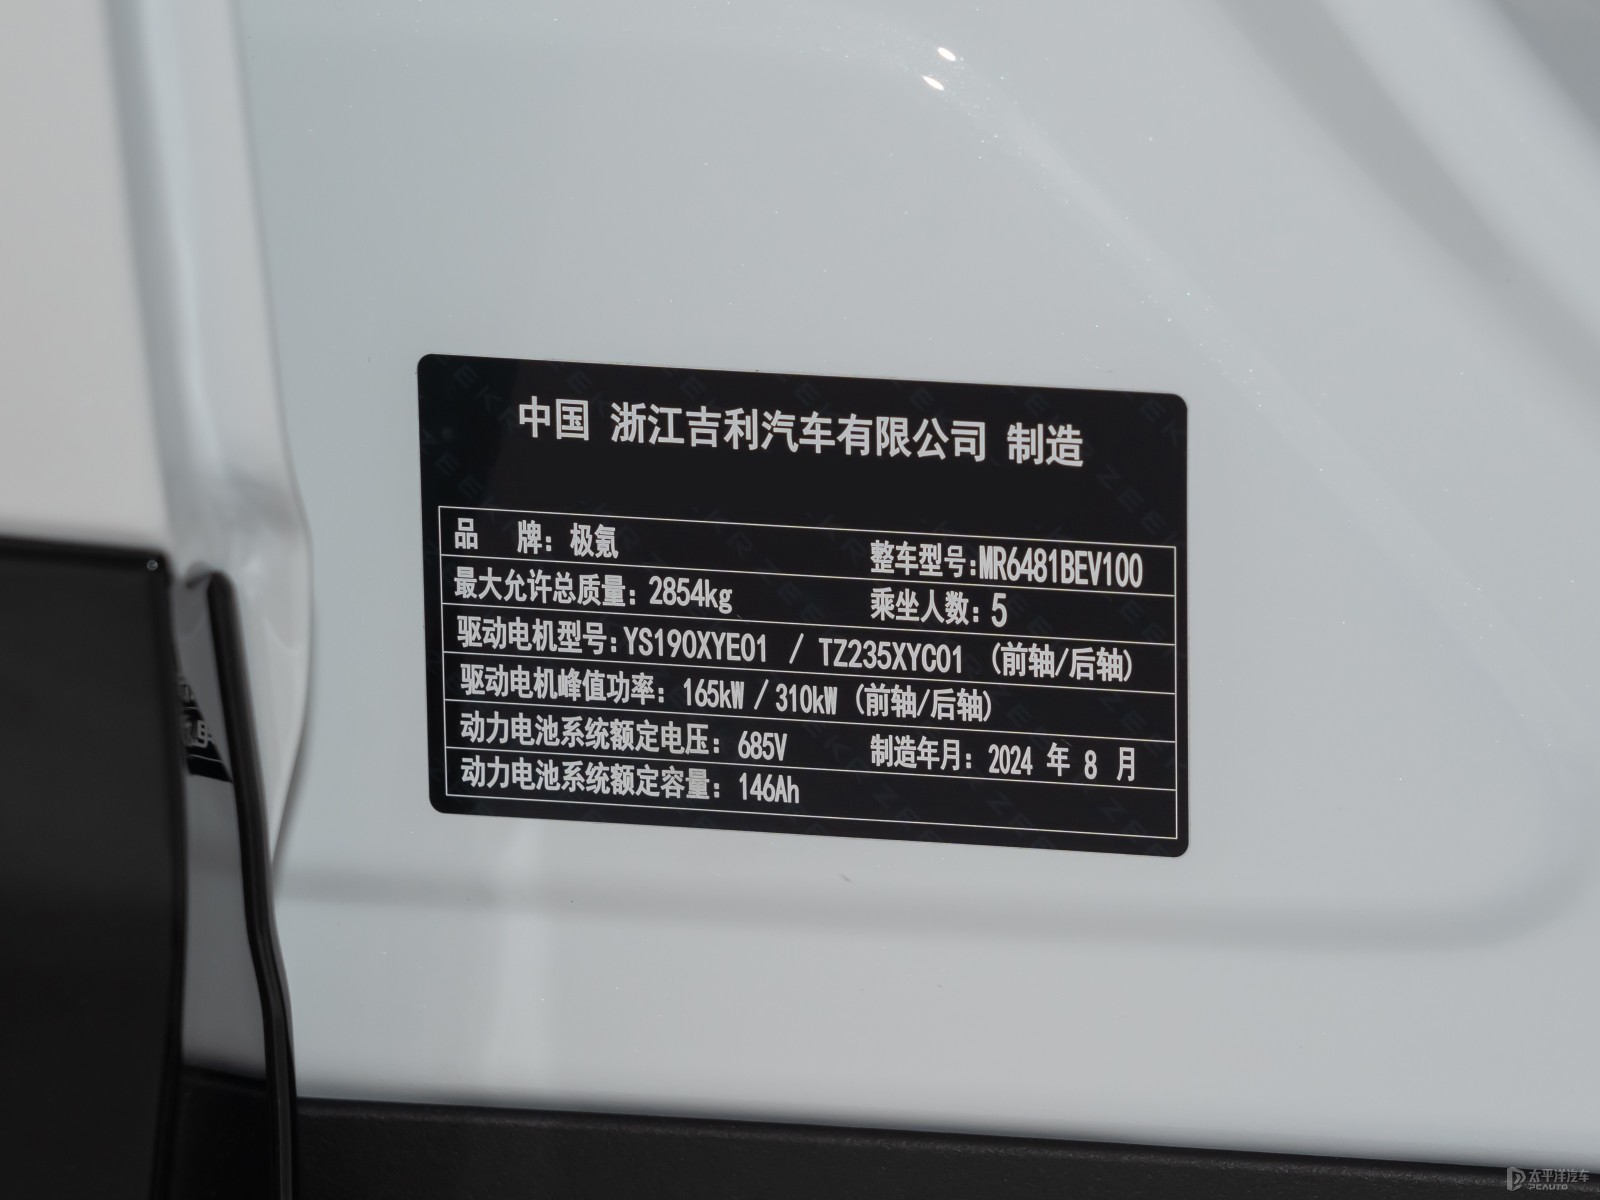 中国 浙江吉利汽车有限公司 制造
品 牌：极氪 整车型号：MR6481BEV100
最大允许总质量：2854kg 乘坐人数：5
驱动电机型号：YS190XYE01 / TZ235XYC01 (前轴/后轴)
驱动电机峰值功率：165kW / 310kW (前轴/后轴)
动力电池系统额定电压：685V 制造年月：2024 年 8 月
动力电池系统额定容量：146Ah
太平洋汽车
PCAUTO